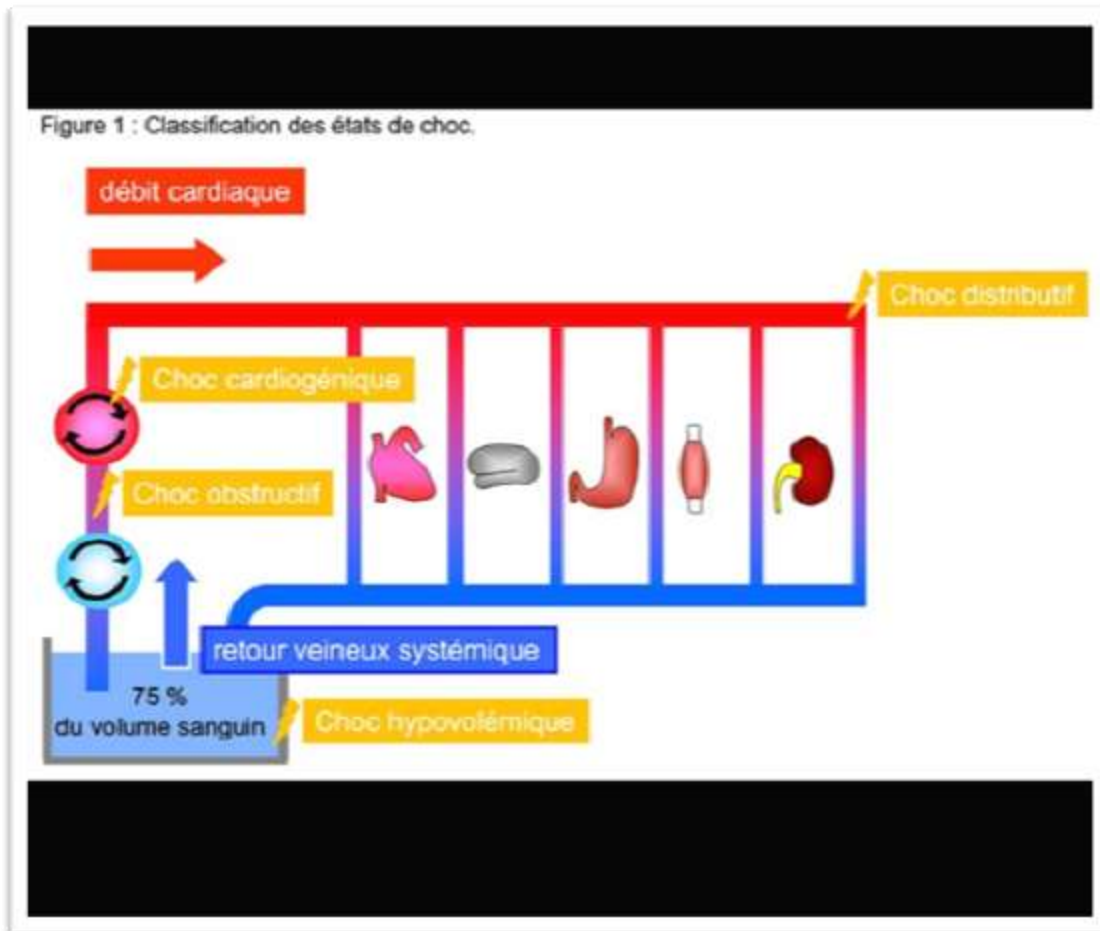 Figure 1 : Classification des états de choc.
débit cardiaque
Choc distributif
Choc cardiogénique
Choc obstructif
retour veineux systémique
75 %
du volume sanguin
Choc hypovolémique